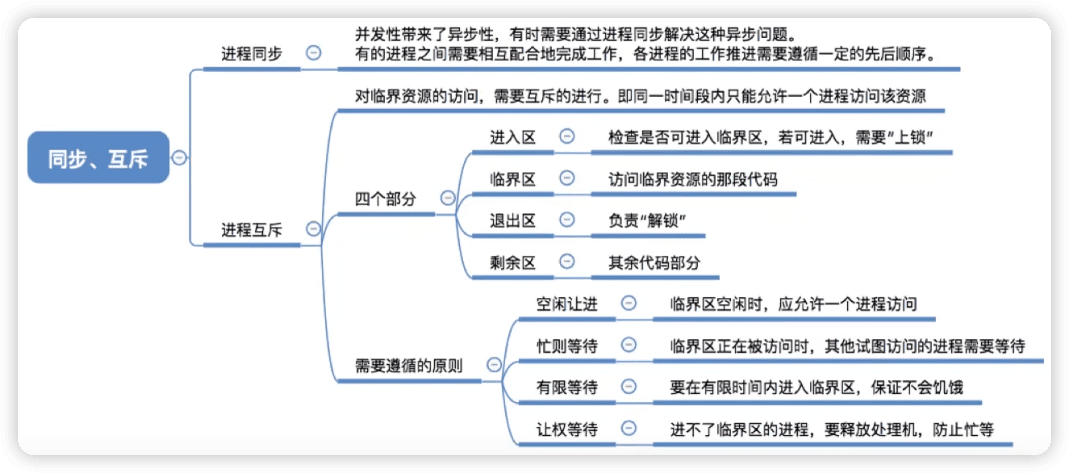 同步、互斥
进程同步
并发性带来了异步性，有时需要通过进程同步解决这种异步问题。
有的进程之间需要相互配合地完成工作，各进程的工作推进需要遵循一定的先后顺序。
进程互斥
对临界资源的访问，需要互斥的进行。即同一时间段内只能允许一个进程访问该资源
四个部分
进入区
检查是否可进入临界区，若可进入，需要“上锁”
临界区
访问临界资源的那段代码
退出区
负责“解锁”
剩余区
其余代码部分
需要遵循的原则
空闲让进
临界区空闲时，应允许一个进程访问
忙则等待
临界区正在被访问时，其他试图访问的进程需要等待
有限等待
要在有限时间内进入临界区，保证不会饥饿
让权等待
进不了临界区的进程，要释放处理机，防止忙等